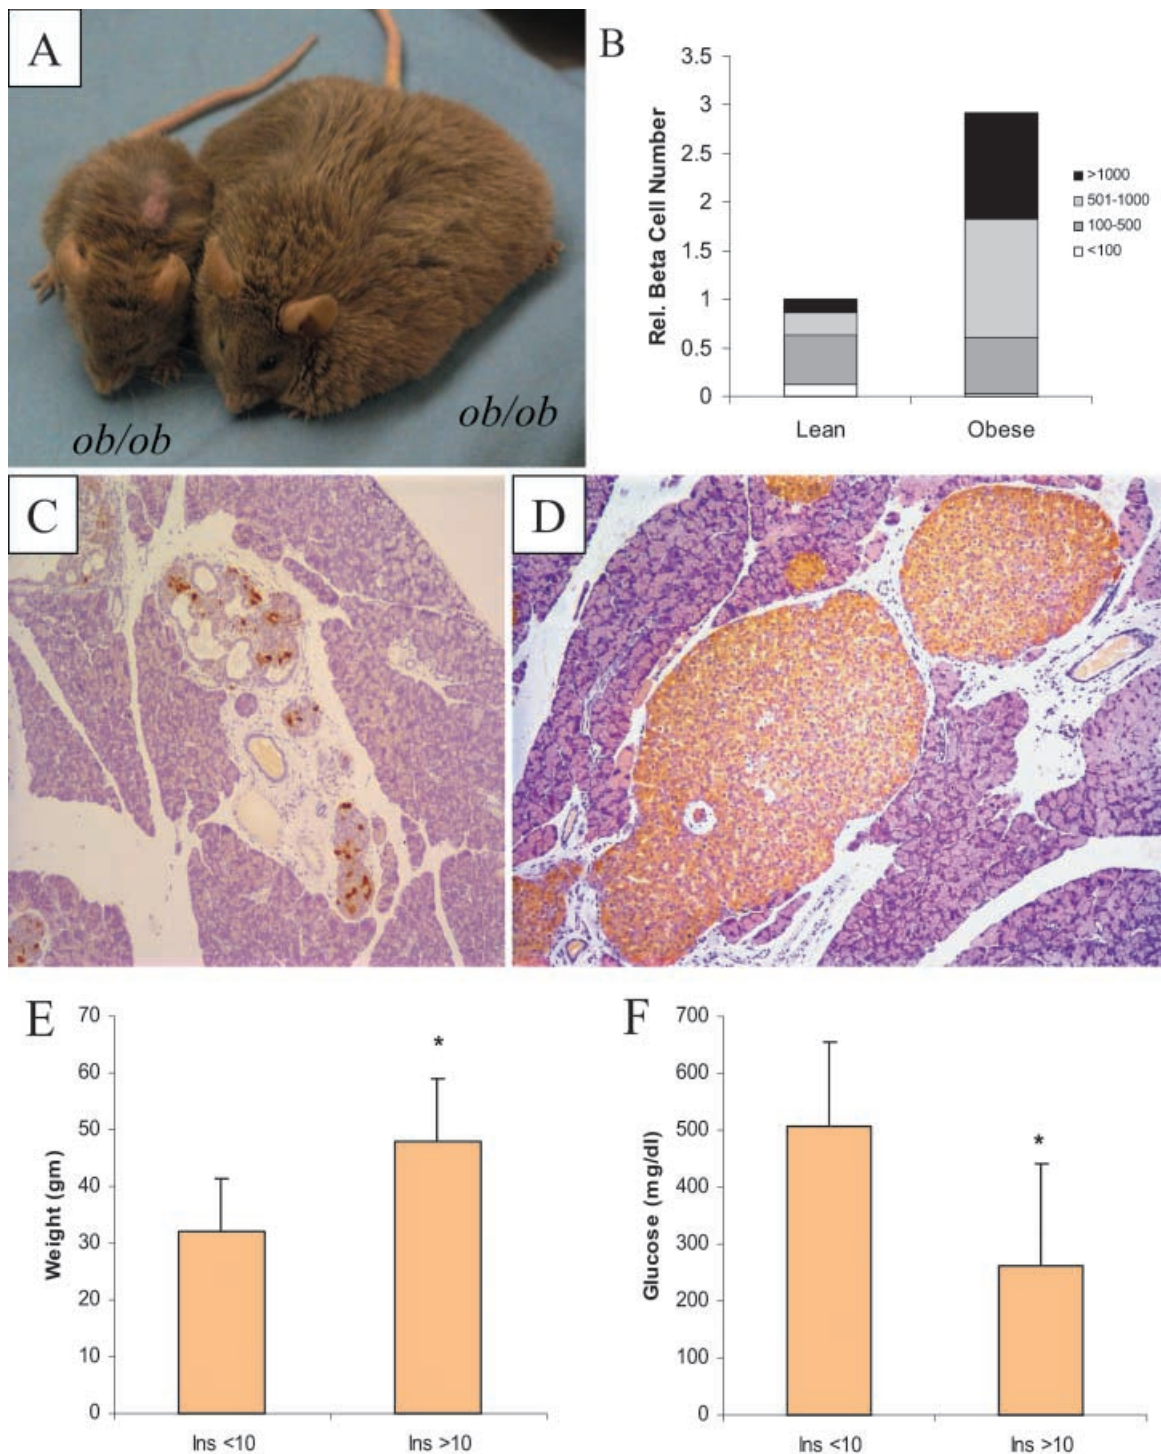 A
ob/ob
ob/ob
B
3.5
3
2.5
2
1.5
1
0.5
0
Rel. Beta Cell Number
Lean
Obese
>1000
501-1000
100-500
<100
C
D
E
70
60
50
40
30
20
10
0
Weight (gm)
*
Ins <10
Ins >10
F
700
600
500
400
300
200
100
0
Glucose (mg/dl)
*
Ins <10
Ins >10